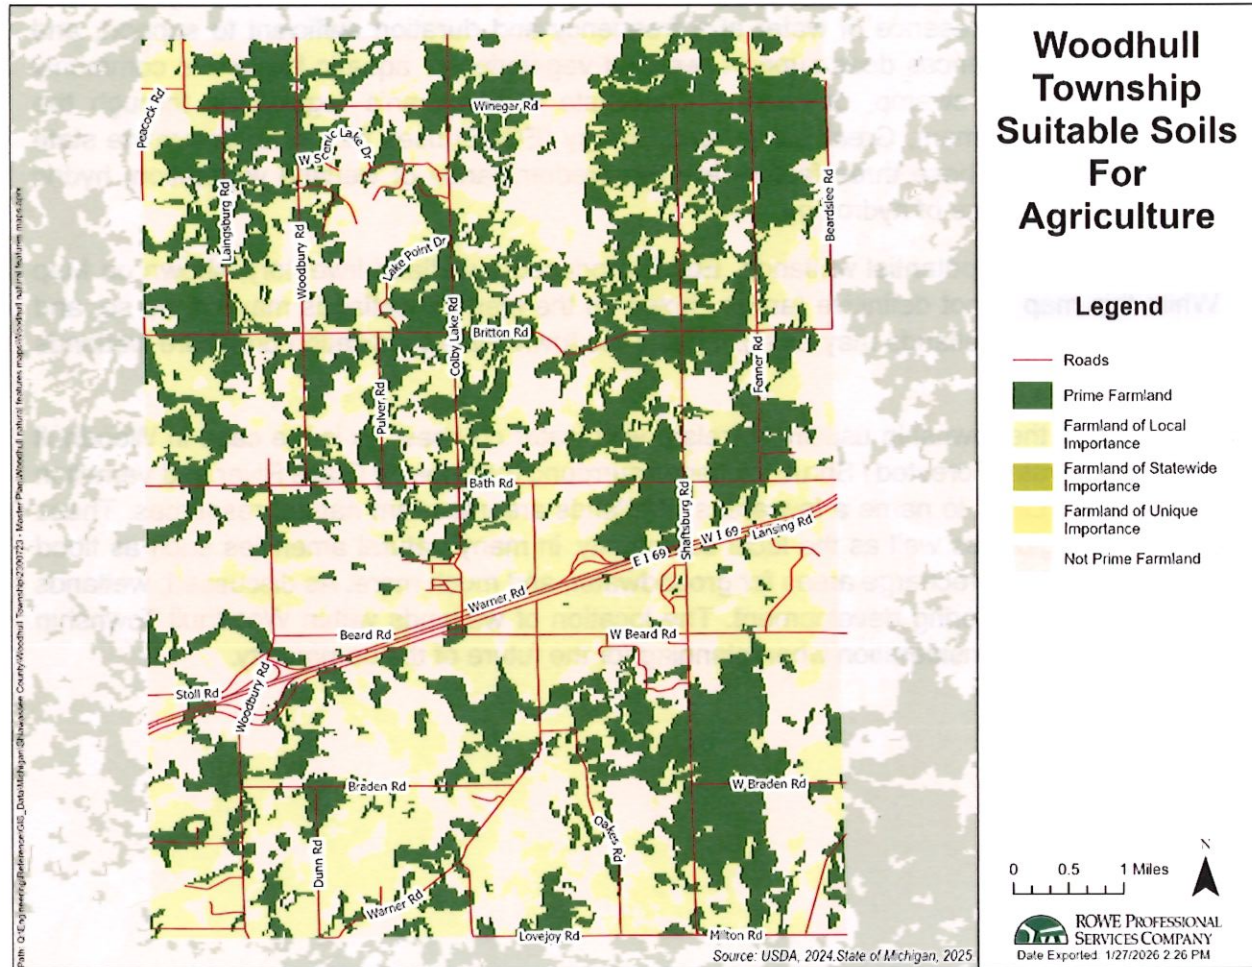 Woodhull
Township
Suitable Soils
For
Agriculture
Legend
Roads
Prime Farmland
Farmland of Local
Importance
Farmland of Statewide
Importance
Farmland of Unique
Importance
Not Prime Farmland
Peacock Rd
Winegar Rd
W Scenic Lake Dr
Laingsburg Rd
Woodbury Rd
Lake Point Dr
Beardslee Rd
Colby Lake Rd
Britton Rd
Fenner Rd
Pulver Rd
Bath Rd
Shaftsburg Rd
E I 69
W I 69
Lansing Rd
Warner Rd
Beard Rd
W Beard Rd
Stoll Rd
Woodbury Rd
Braden Rd
W Braden Rd
Dunn Rd
Oakes Rd
Warner Rd
Lovejoy Rd
Milton Rd
Source: USDA, 2024.State of Michigan, 2025
N
0 0.5 1 Miles
ROWE PROFESSIONAL
SERVICES COMPANY
Date Exported: 1/27/2026 2:26 PM